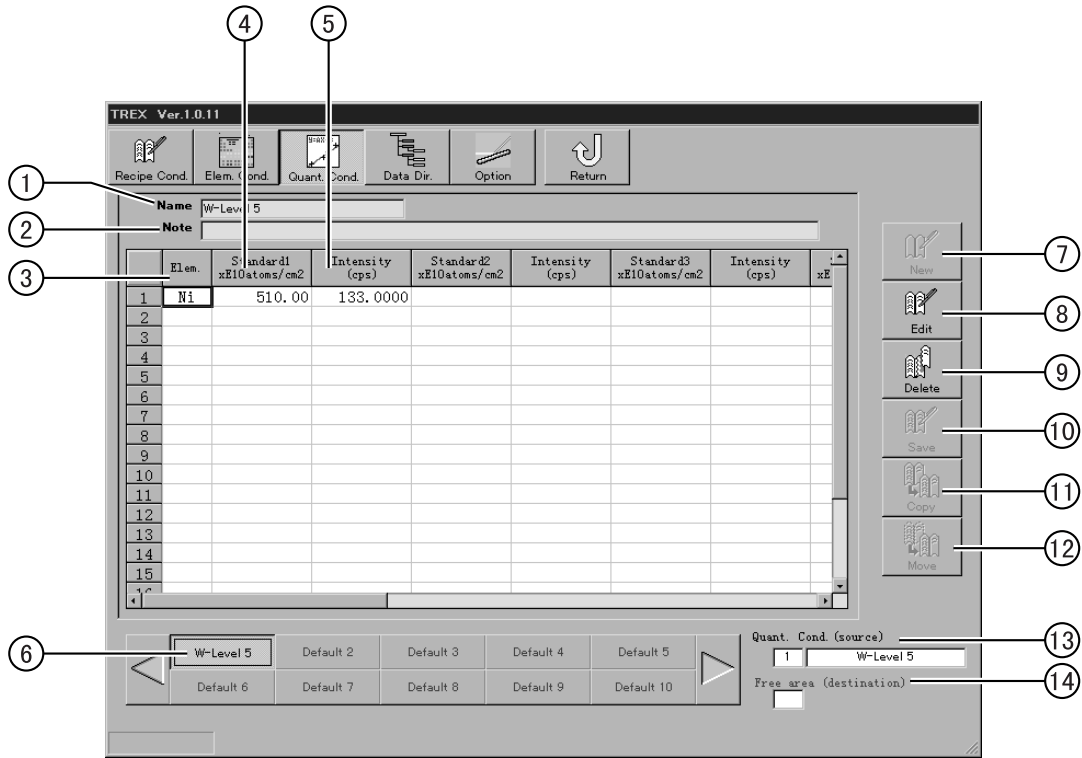 ④ ⑤
TREX Ver.1.0.11
Recipe Cond. Elem. Cond. Quant. Cond. Data Dir. Option Return
① Name W-Level 5
② Note
③ Elem. Standard1 Intensity Standard2 Intensity Standard3 Intensity
xE10atoms/cm2 (cps) xE10atoms/cm2 (cps) xE10atoms/cm2 (cps) xE
1 Ni 510.00 133.0000
2
3
4
5
6
7
8
9
10
11
12
13
14
15
New ⑦
Edit ⑧
Delete ⑨
Save ⑩
Copy ⑪
Move ⑫
⑥ W-Level 5 Default 2 Default 3 Default 4 Default 5
Default 6 Default 7 Default 8 Default 9 Default 10
Quant. Cond. (source) ⑬
1 W-Level 5
Free area (destination) ⑭